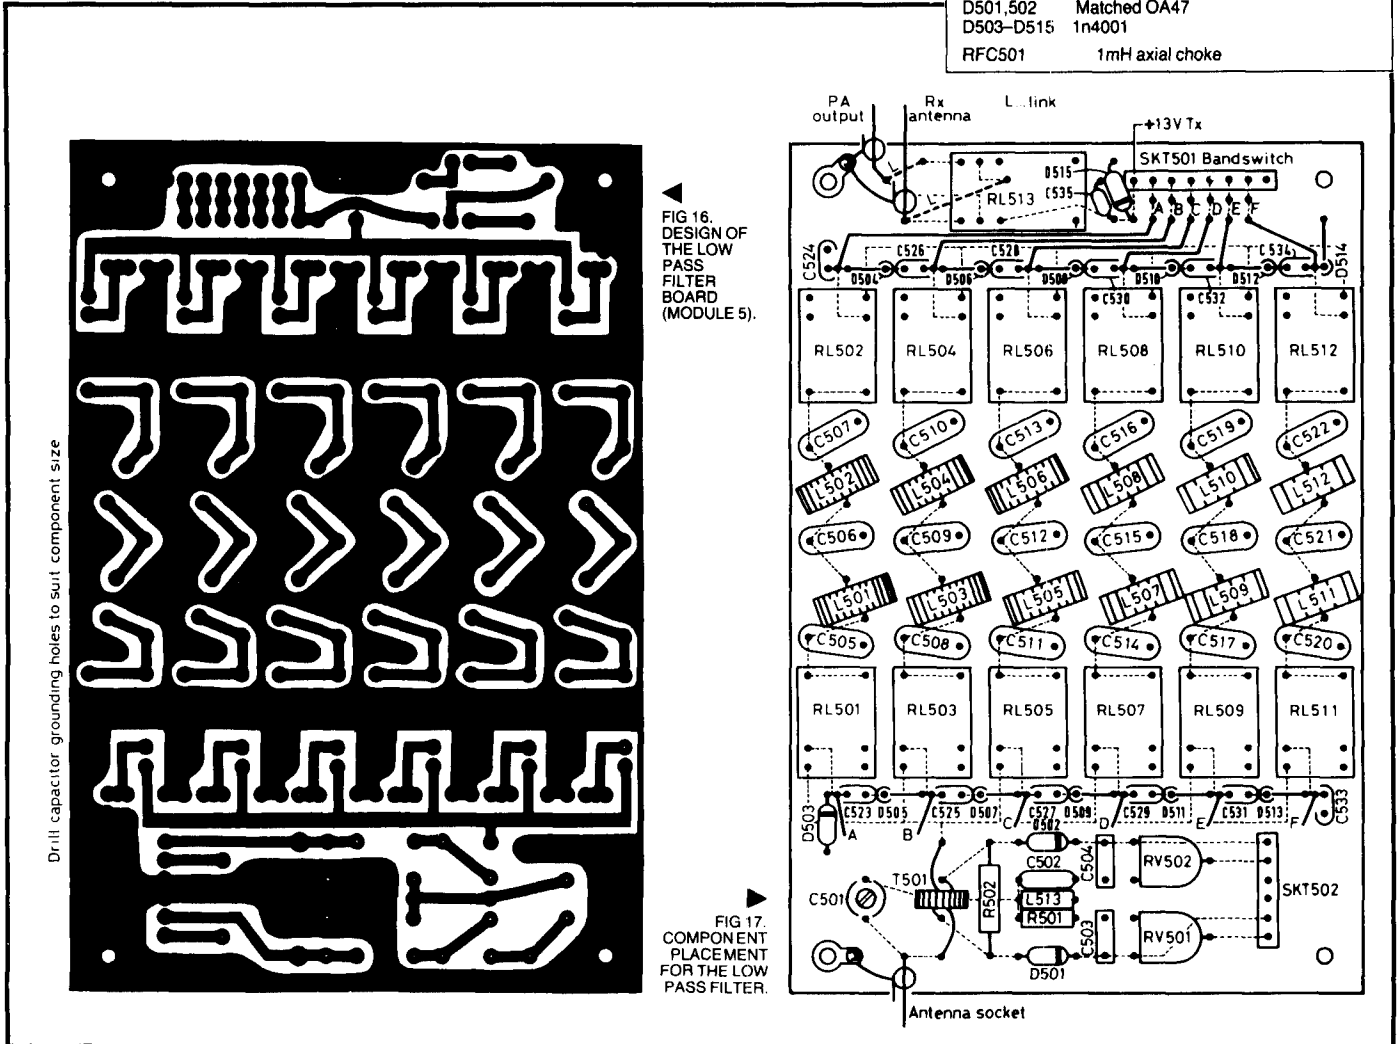 D501,502 Matched OA47
D503–D515 1n4001
RFC501 1mH axial choke
Drill capacitor grounding holes to suit component size
FIG 16.
DESIGN OF
THE LOW
PASS
FILTER
BOARD
(MODULE 5).
FIG 17.
COMPONENT
PLACEMENT
FOR THE LOW
PASS FILTER.
PA
output
Rx
antenna
L...link
+13V Tx
SKT501 Bandswitch
D515
C535
RL513
L
A B C D E F
C524 C526 C528 C534 D514
D504 D506 D508 D510 D512
C530 C532
RL502 RL504 RL506 RL508 RL510 RL512
C507 C510 C513 C516 C519 C522
L502 L504 L506 L508 L510 L512
C506 C509 C512 C515 C518 C521
L501 L503 L505 L507 L509 L511
C505 C508 C511 C514 C517 C520
RL501 RL503 RL505 RL507 RL509 RL511
D503 C523 D505 C525 D507 C527 D509 C529 D511 C531 D513 C533
A B C D E F
D502
C502
C504
RV502
T501
C501
R502
L513
R501
SKT502
C503
RV501
D501
Antenna socket